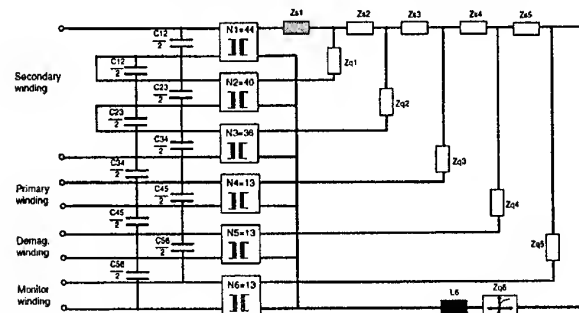 Zs1 Zs2 Zs3 Zs4 Zs5
N1=44
C12
2
C12
2
Zq1
Secondary
winding
N2=40
C23
2
Zq2
C23
2
N3=36
C34
2
Zq3
C34
2
Primary
winding
N4=13
C45
2
Zq4
C45
2
Demag.
winding
N5=13
C56
2
Zq5
C56
2
Monitor
winding
N6=13
L6
Zq6